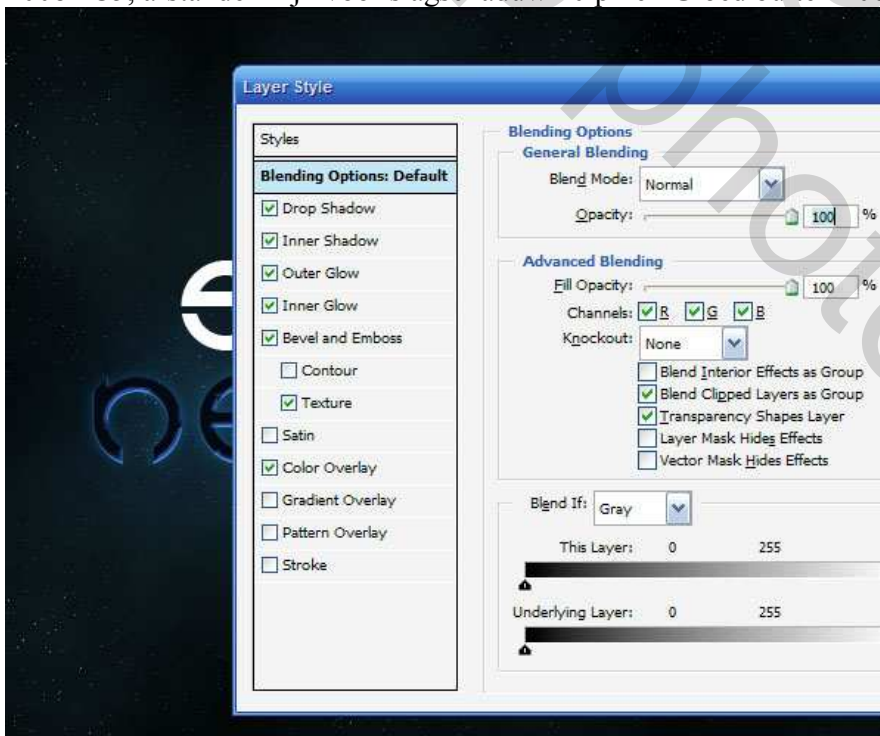 Layer Style
Styles
Blending Options: Default
Drop Shadow
Inner Shadow
Outer Glow
Inner Glow
Bevel and Emboss
Contour
Texture
Satin
Color Overlay
Gradient Overlay
Pattern Overlay
Stroke
Blending Options
General Blending
Blend Mode: Normal
Opacity: 100 %
Advanced Blending
Fill Opacity: 100 %
Channels: R G B
Knockout: None
Blend Interior Effects as Group
Blend Clipped Layers as Group
Transparency Shapes Layer
Layer Mask Hides Effects
Vector Mask Hides Effects
Blend If: Gray
This Layer: 0 255
Underlying Layer: 0 255
photo